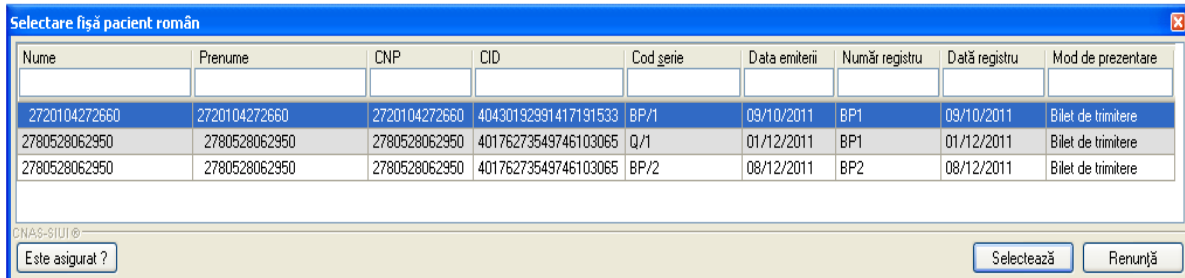 Selectare fişă pacient român
Nume Prenume CNP CID Cod serie Data emiterii Număr registru Dată registru Mod de prezentare
2720104272660 2720104272660 2720104272660 40430192991417191533 BP/1 09/10/2011 BP1 09/10/2011 Bilet de trimitere
2780528062950 2780528062950 2780528062950 40176273549746103065 Q/1 01/12/2011 BP1 01/12/2011 Bilet de trimitere
2780528062950 2780528062950 2780528062950 40176273549746103065 BP/2 08/12/2011 BP2 08/12/2011 Bilet de trimitere
CNAS-SIUI ®
Este asigurat ? Selectează Renunţă